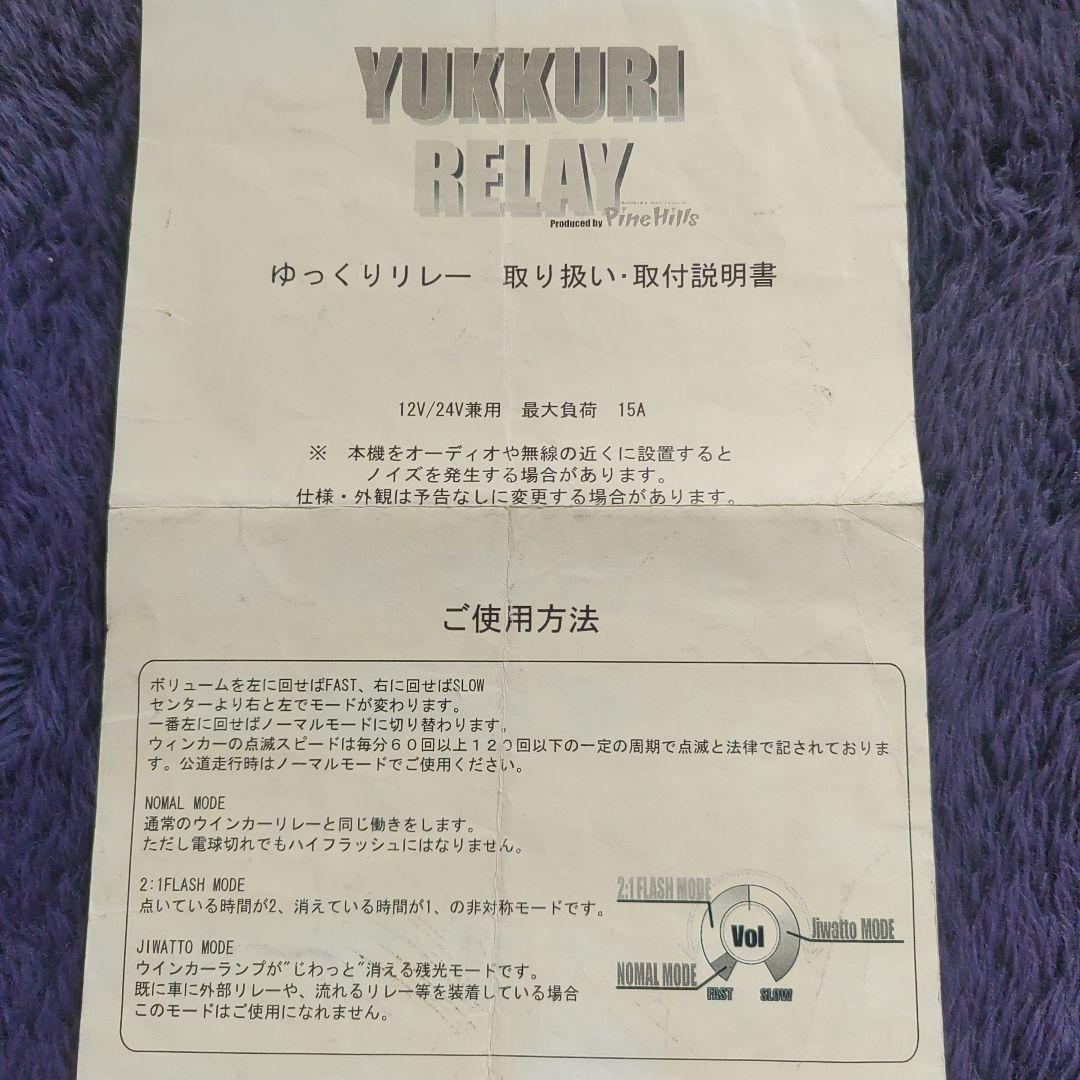 YUKKURI
RELAY
Produced by PineHills
ゆっくりリレー　取り扱い・取付説明書
12V/24V兼用　最大負荷　15A
※　本機をオーディオや無線の近くに設置すると
ノイズを発生する場合があります。
仕様・外観は予告なしに変更する場合があります。
ご使用方法
ボリュームを左に回せばFAST、右に回せばSLOW
センターより右と左でモードが変わります。
一番左に回せばノーマルモードに切り替わります。
ウィンカーの点滅スピードは毎分６０回以上１２０回以下の一定の周期で点滅と法律で記されておりま
す。公道走行時はノーマルモードでご使用ください。
NOMAL MODE
通常のウインカーリレーと同じ働きをします。
ただし電球切れでもハイフラッシュにはなりません。
2:1FLASH MODE
点いている時間が2、消えている時間が1、の非対称モードです。
JIWATTO MODE
ウインカーランプが"じわっと"消える残光モードです。
既に車に外部リレーや、流れるリレー等を装着している場合
このモードはご使用になれません。
2:1 FLASH MODE
Jiwatto MODE
Vol
NOMAL MODE
FAST SLOW